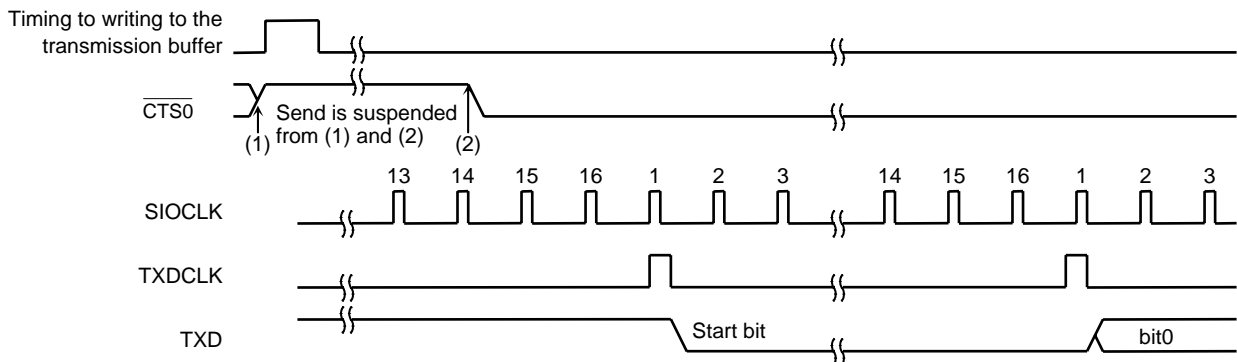 Timing to writing to the
transmission buffer
CTS0
Send is suspended
from (1) and (2)
(1)
(2)
13 14 15 16 1 2 3 14 15 16 1 2 3
SIOCLK
TXDCLK
TXD
Start bit
bit0